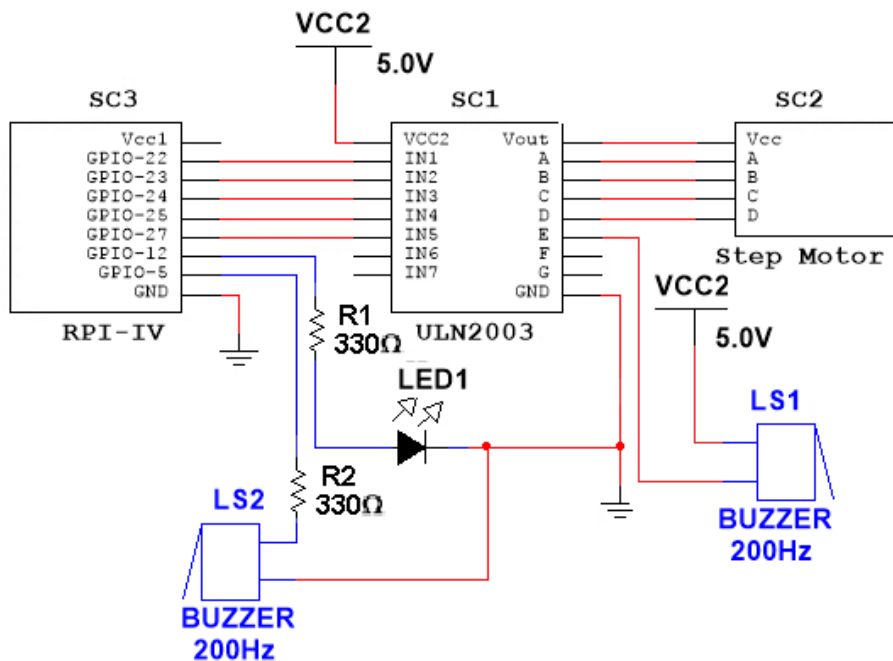 VCC2
5.0V
SC3
SC1
SC2
Vcc1
GPIO-22
GPIO-23
GPIO-24
GPIO-25
GPIO-27
GPIO-12
GPIO-5
GND
RPI-IV
VCC2
IN1
IN2
IN3
IN4
IN5
IN6
IN7
Vout
A
B
C
D
E
F
G
GND
ULN2003
Vcc
A
B
C
D
Step Motor
VCC2
5.0V
R1
330Ω
LED1
LS1
BUZZER
200Hz
R2
330Ω
LS2
BUZZER
200Hz